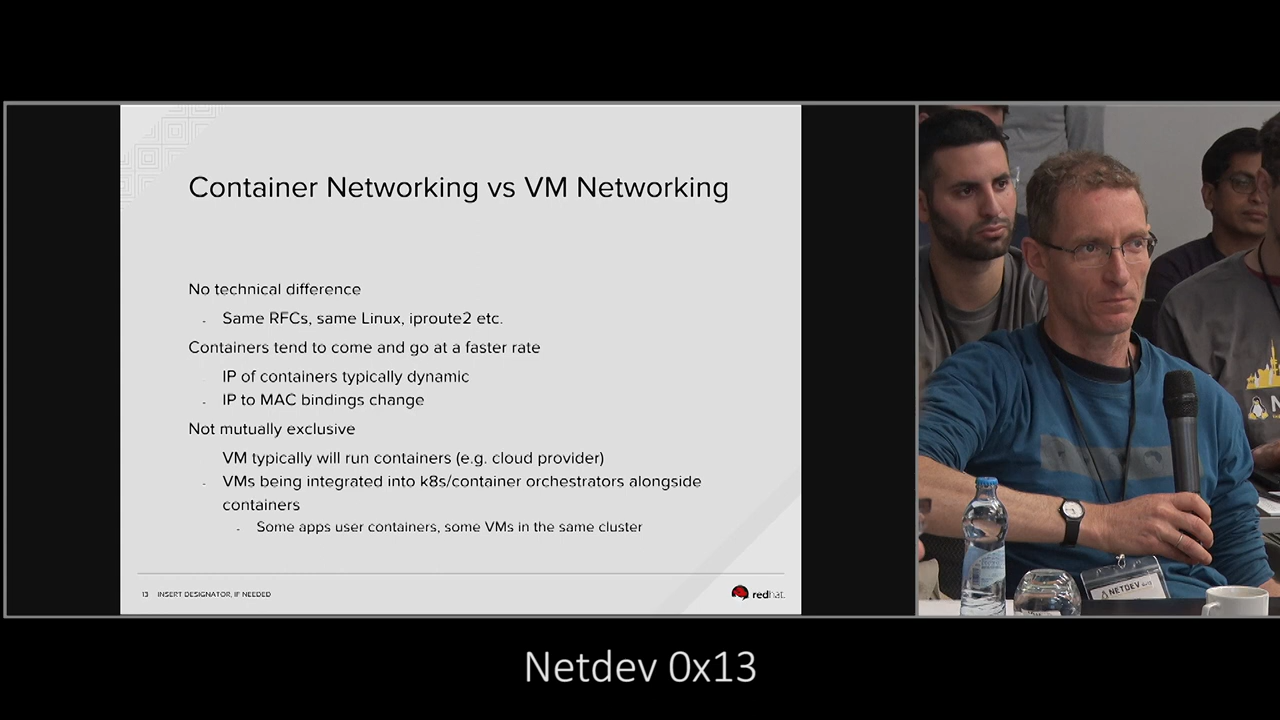 Container Networking vs VM Networking
No technical difference
- Same RFCs, same Linux, iproute2 etc.
Containers tend to come and go at a faster rate
IP of containers typically dynamic
- IP to MAC bindings change
Not mutually exclusive
VM typically will run containers (e.g. cloud provider)
- VMs being integrated into k8s/container orchestrators alongside
containers
- Some apps user containers, some VMs in the same cluster
13 INSERT DESIGNATOR, IF NEEDED
redhat.
NETDEV
Netdev 0x13